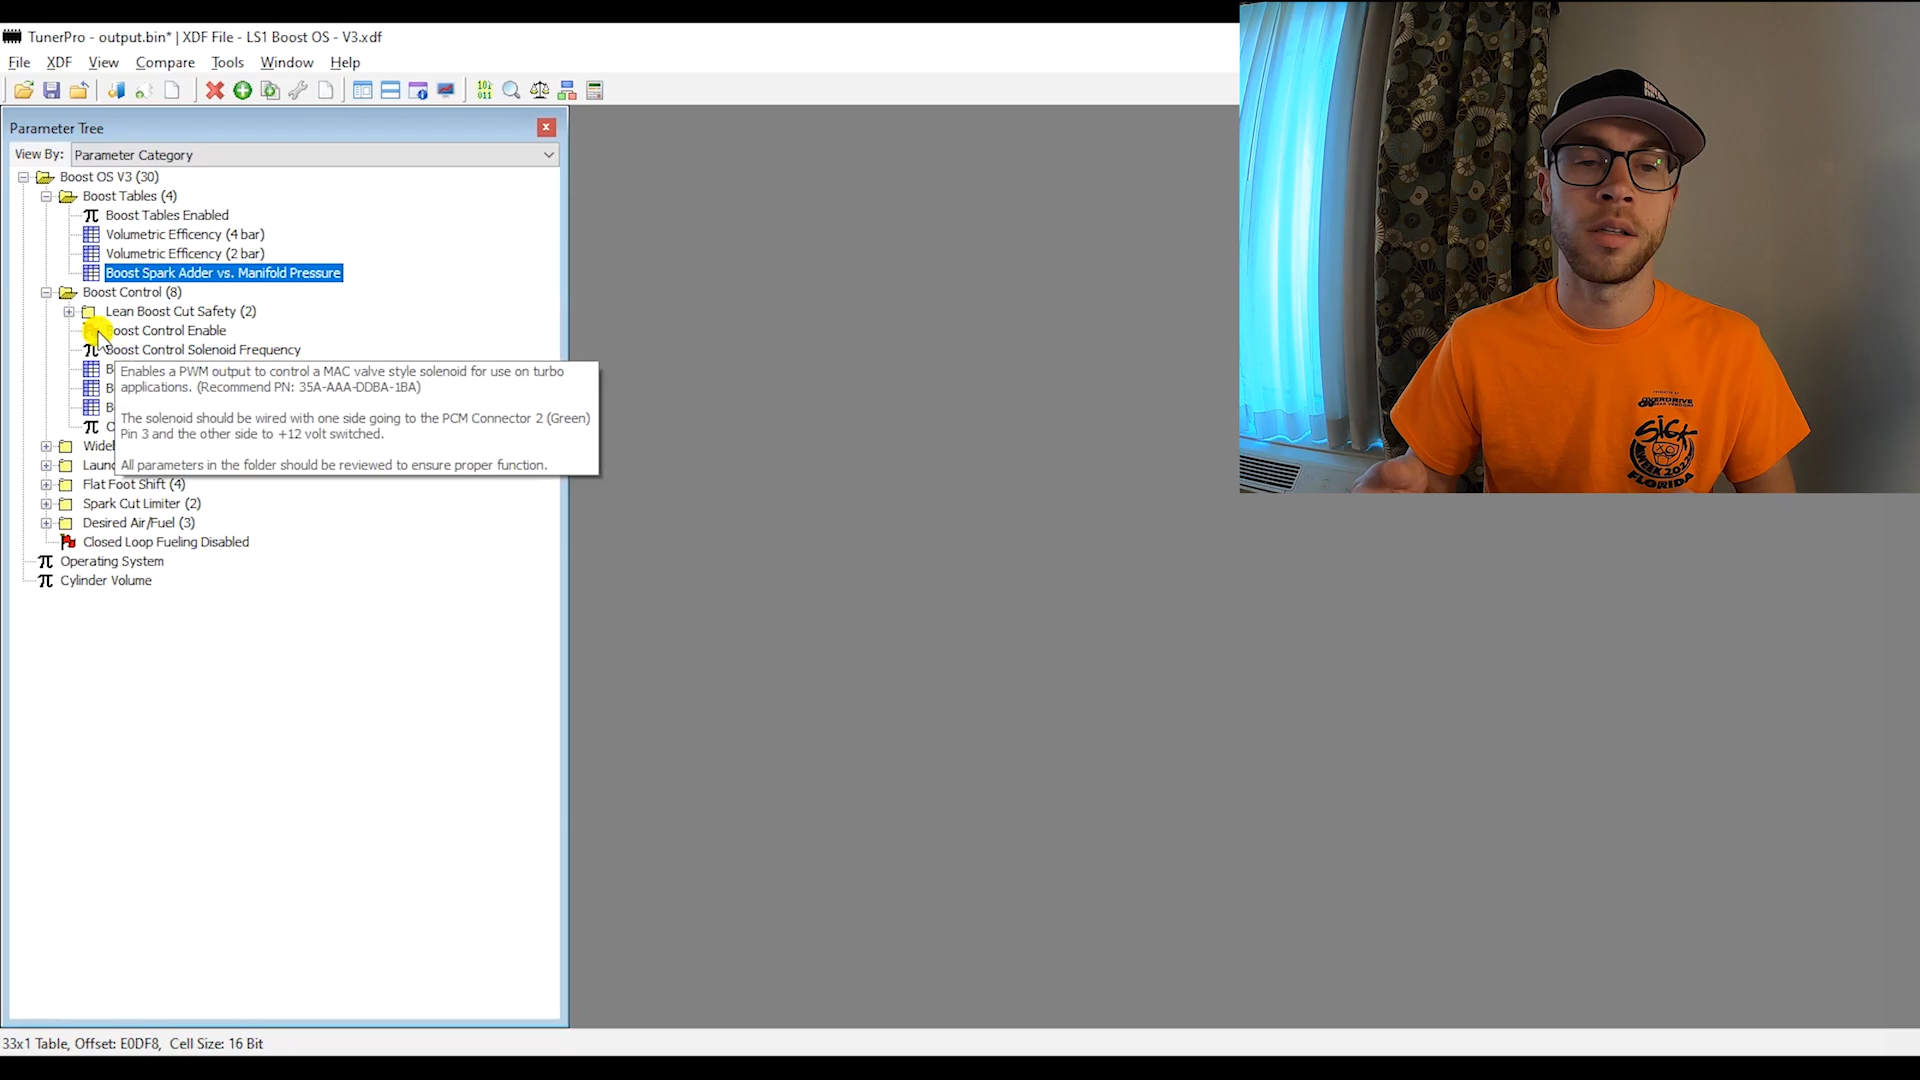 TunerPro - output.bin* | XDF File - LS1 Boost OS - V3.xdf
File XDF View Compare Tools Window Help
Parameter Tree
View By: Parameter Category
Boost OS V3 (30)
Boost Tables (4)
Boost Tables Enabled
Volumetric Efficency (4 bar)
Volumetric Efficency (2 bar)
Boost Spark Adder vs. Manifold Pressure
Boost Control (8)
Lean Boost Cut Safety (2)
Boost Control Enable
Boost Control Solenoid Frequency
Enables a PWM output to control a MAC valve style solenoid for use on turbo
applications. (Recommend PN: 35A-AAA-DDBA-1BA)
The solenoid should be wired with one side going to the PCM Connector 2 (Green)
Pin 3 and the other side to +12 volt switched.
All parameters in the folder should be reviewed to ensure proper function.
Flat Foot Shift (4)
Spark Cut Limiter (2)
Desired Air/Fuel (3)
Closed Loop Fueling Disabled
Operating System
Cylinder Volume
33x1 Table, Offset: E0DF8, Cell Size: 16 Bit
OVERDRIVE
SICK
WEEK 2022
FLORIDA